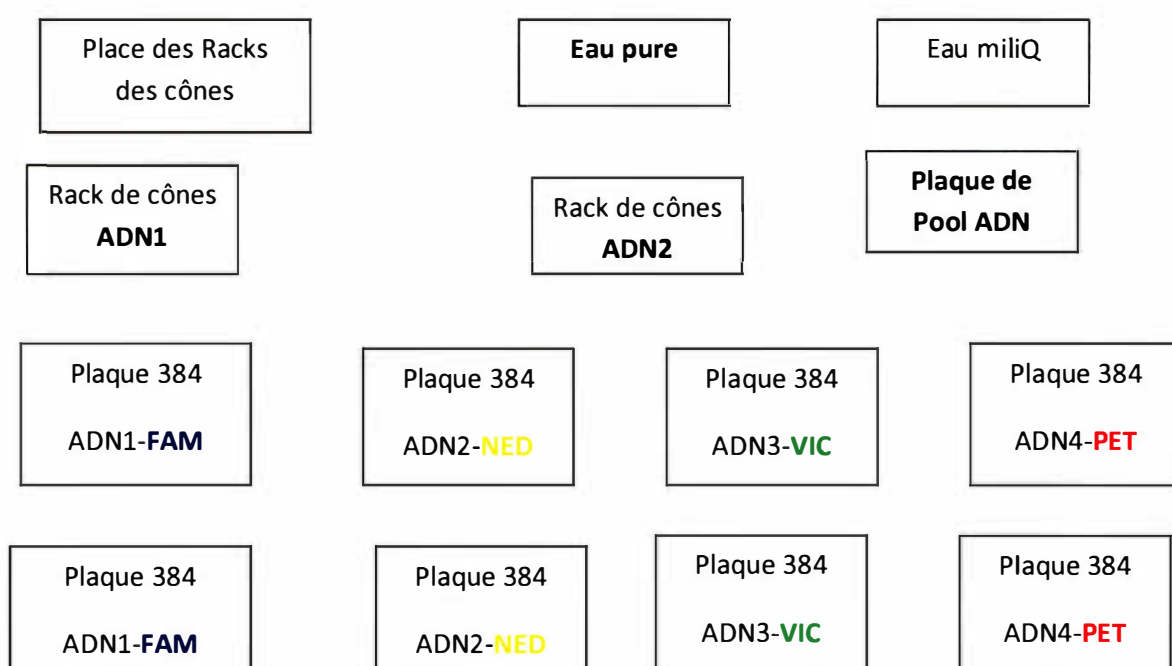 Place des Racks
des cônes
Eau pure
Eau miliQ
Rack de cônes
ADN1
Rack de cônes
ADN2
Plaque de
Pool ADN
Plaque 384
ADN1-FAM
Plaque 384
ADN2-NED
Plaque 384
ADN3-VIC
Plaque 384
ADN4-PET
Plaque 384
ADN1-FAM
Plaque 384
ADN2-NED
Plaque 384
ADN3-VIC
Plaque 384
ADN4-PET